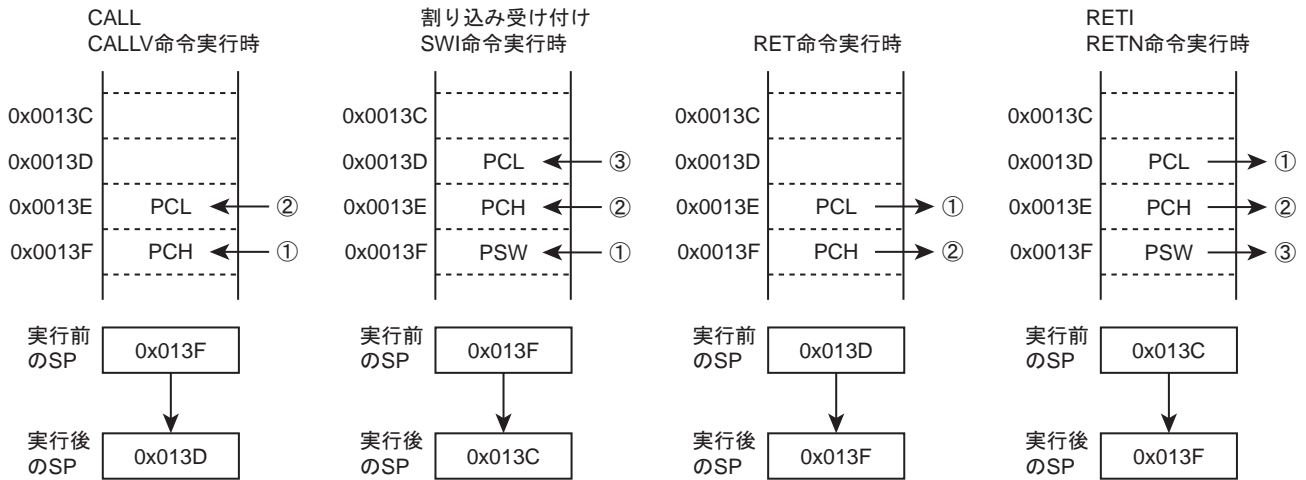 CALL
CALLV命令実行時
0x0013C
0x0013D
0x0013E PCL ②
0x0013F PCH ①
実行前
のSP
0x013F
実行後
のSP
0x013D
割り込み受け付け
SWI命令実行時
0x0013C
0x0013D PCL ③
0x0013E PCH ②
0x0013F PSW ①
実行前
のSP
0x013F
実行後
のSP
0x013C
RET命令実行時
0x0013C
0x0013D
0x0013E PCL ①
0x0013F PCH ②
実行前
のSP
0x013D
実行後
のSP
0x013F
RETI
RETN命令実行時
0x0013C
0x0013D PCL ①
0x0013E PCH ②
0x0013F PSW ③
実行前
のSP
0x013C
実行後
のSP
0x013F